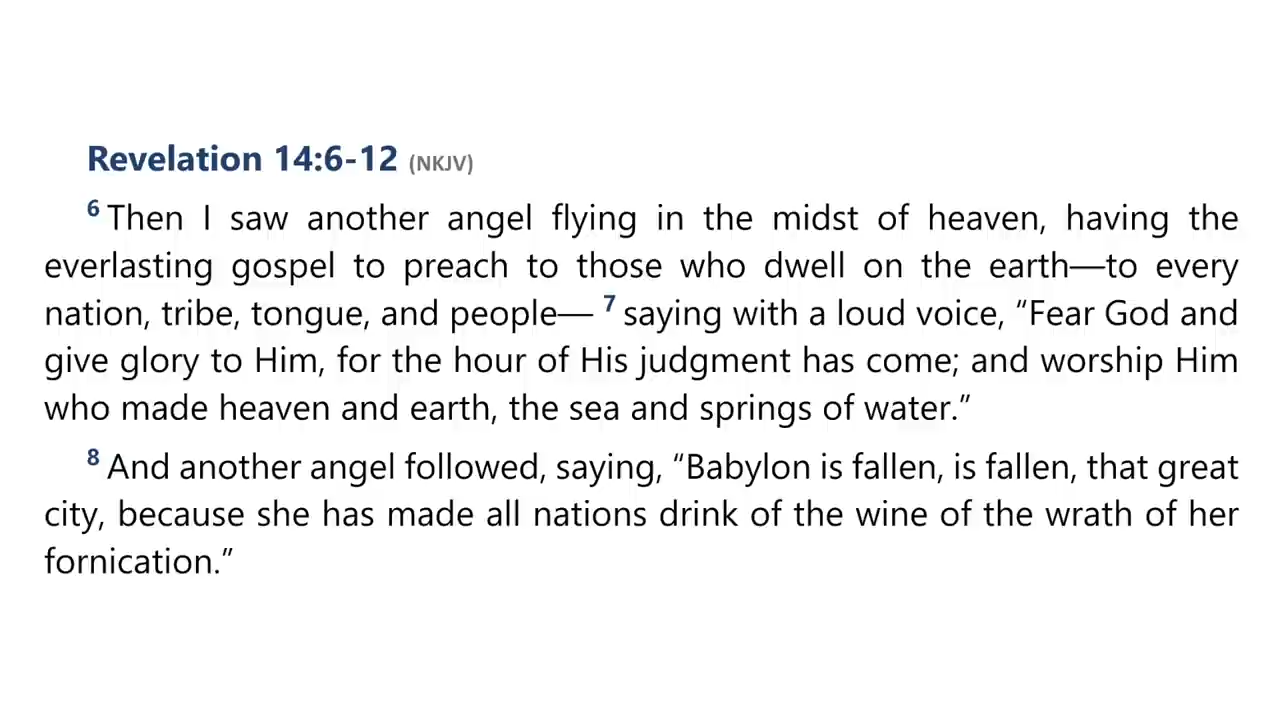 Revelation 14:6-12 (NKJV)
6 Then I saw another angel flying in the midst of heaven, having the
everlasting gospel to preach to those who dwell on the earth—to every
nation, tribe, tongue, and people— 7 saying with a loud voice, “Fear God and
give glory to Him, for the hour of His judgment has come; and worship Him
who made heaven and earth, the sea and springs of water.”
8 And another angel followed, saying, “Babylon is fallen, is fallen, that great
city, because she has made all nations drink of the wine of the wrath of her
fornication.”